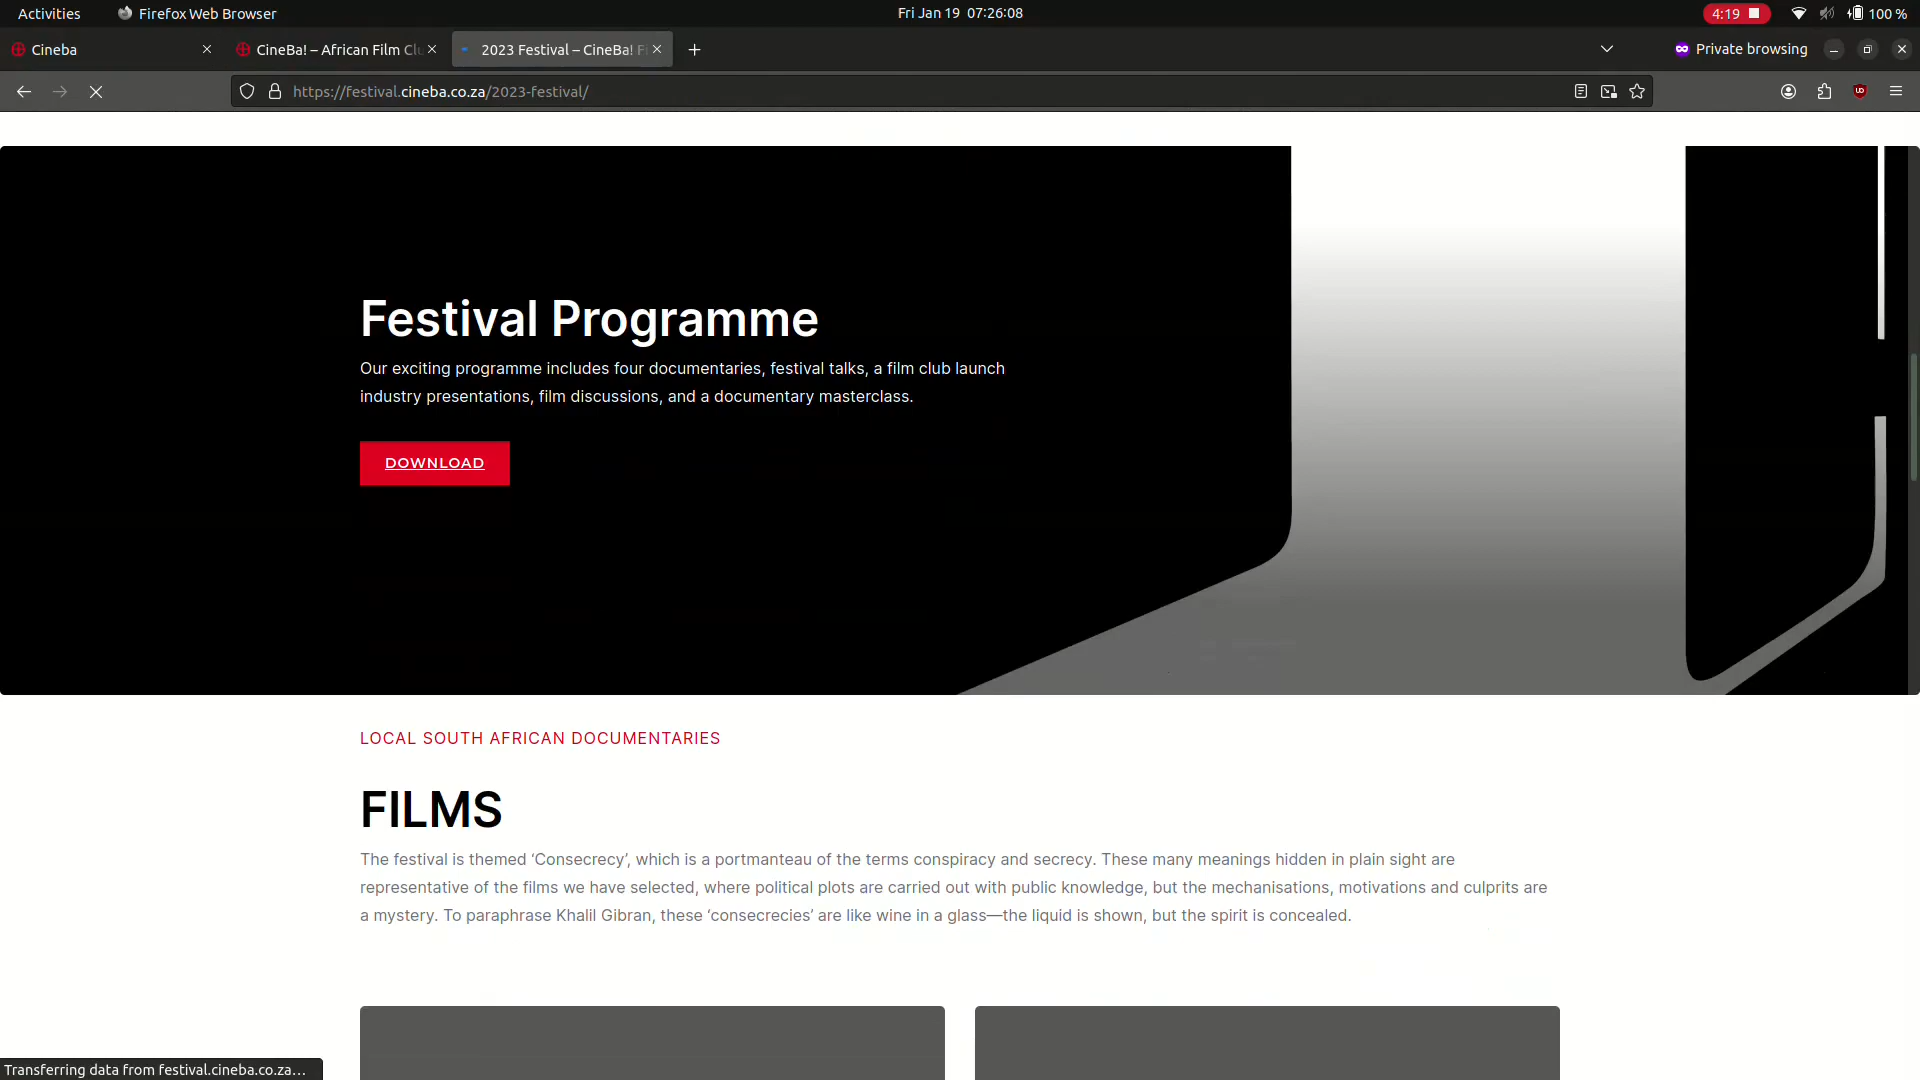 Activities
Firefox Web Browser
Fri Jan 19 07:26:08
4:19
100 %
Cineba
CineBa! – African Film Cl
2023 Festival – CineBa! F
Private browsing
https://festival.cineba.co.za/2023-festival/
Festival Programme
Our exciting programme includes four documentaries, festival talks, a film club launch
industry presentations, film discussions, and a documentary masterclass.
DOWNLOAD
LOCAL SOUTH AFRICAN DOCUMENTARIES
FILMS
The festival is themed ‘Consecrecy’, which is a portmanteau of the terms conspiracy and secrecy. These many meanings hidden in plain sight are
representative of the films we have selected, where political plots are carried out with public knowledge, but the mechanisations, motivations and culprits are
a mystery. To paraphrase Khalil Gibran, these ‘consecrecies’ are like wine in a glass—the liquid is shown, but the spirit is concealed.
Transferring data from festival.cineba.co.za…